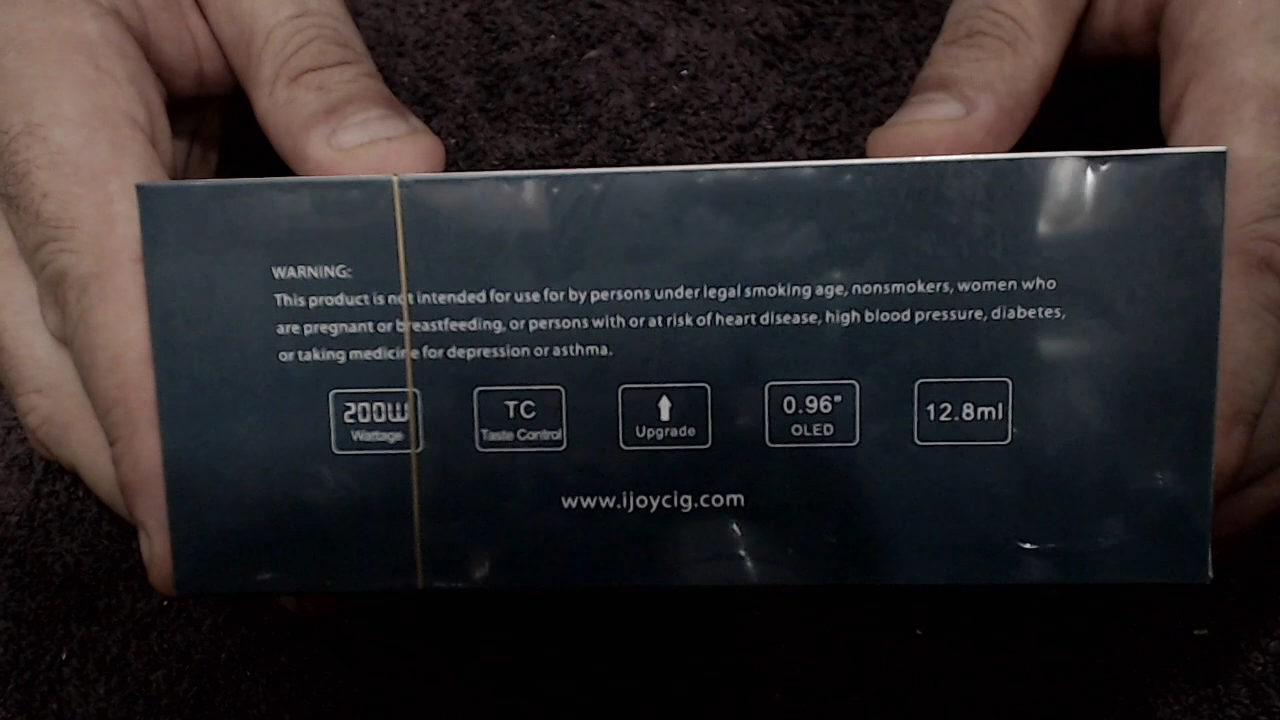 WARNING:
This product is not intended for use for by persons under legal smoking age, nonsmokers, women who
are pregnant or breastfeeding, or persons with or at risk of heart disease, high blood pressure, diabetes,
or taking medicine for depression or asthma.
200W TC Upgrade 0.96” 12.8ml
Wattage Taste Control OLED
www.ijoycig.com